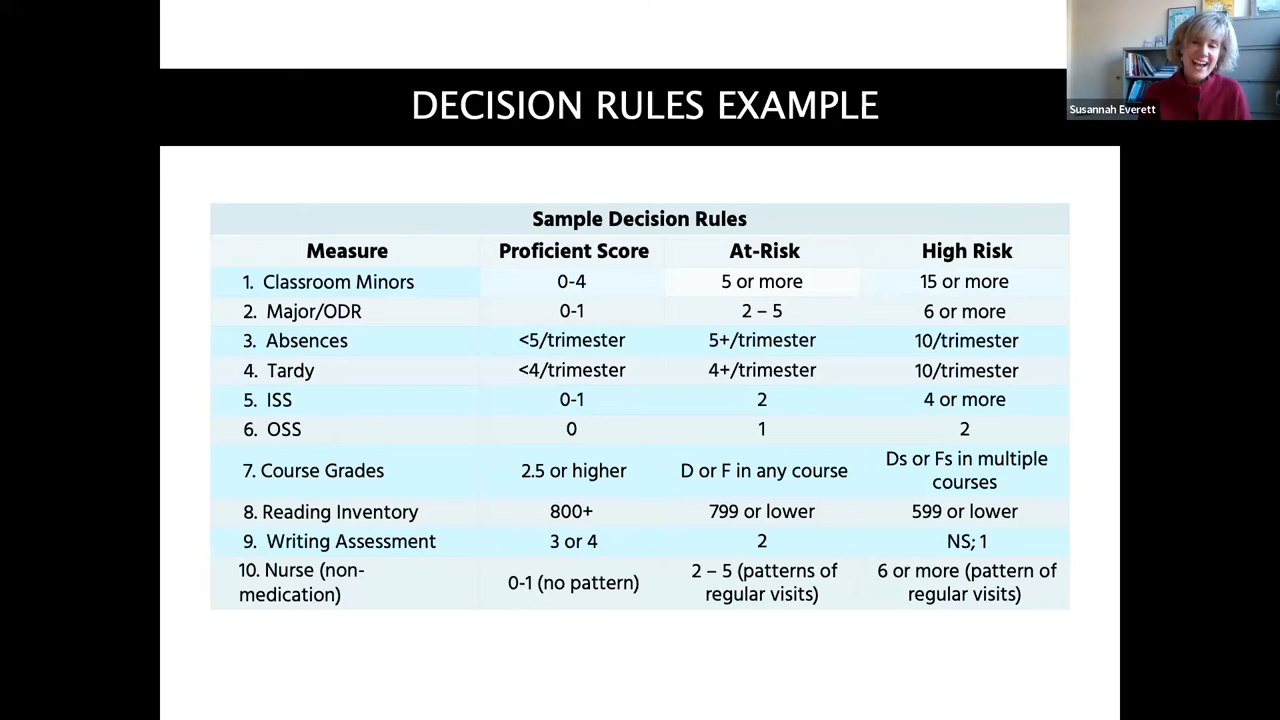 Susannah Everett
DECISION RULES EXAMPLE
Sample Decision Rules
Measure Proficient Score At-Risk High Risk
1. Classroom Minors 0-4 5 or more 15 or more
2. Major/ODR 0-1 2 – 5 6 or more
3. Absences <5/trimester 5+/trimester 10/trimester
4. Tardy <4/trimester 4+/trimester 10/trimester
5. ISS 0-1 2 4 or more
6. OSS 0 1 2
7. Course Grades 2.5 or higher D or F in any course Ds or Fs in multiple
courses
8. Reading Inventory 800+ 799 or lower 599 or lower
9. Writing Assessment 3 or 4 2 NS; 1
10. Nurse (non- 0-1 (no pattern) 2 – 5 (patterns of 6 or more (pattern of
medication) regular visits) regular visits)